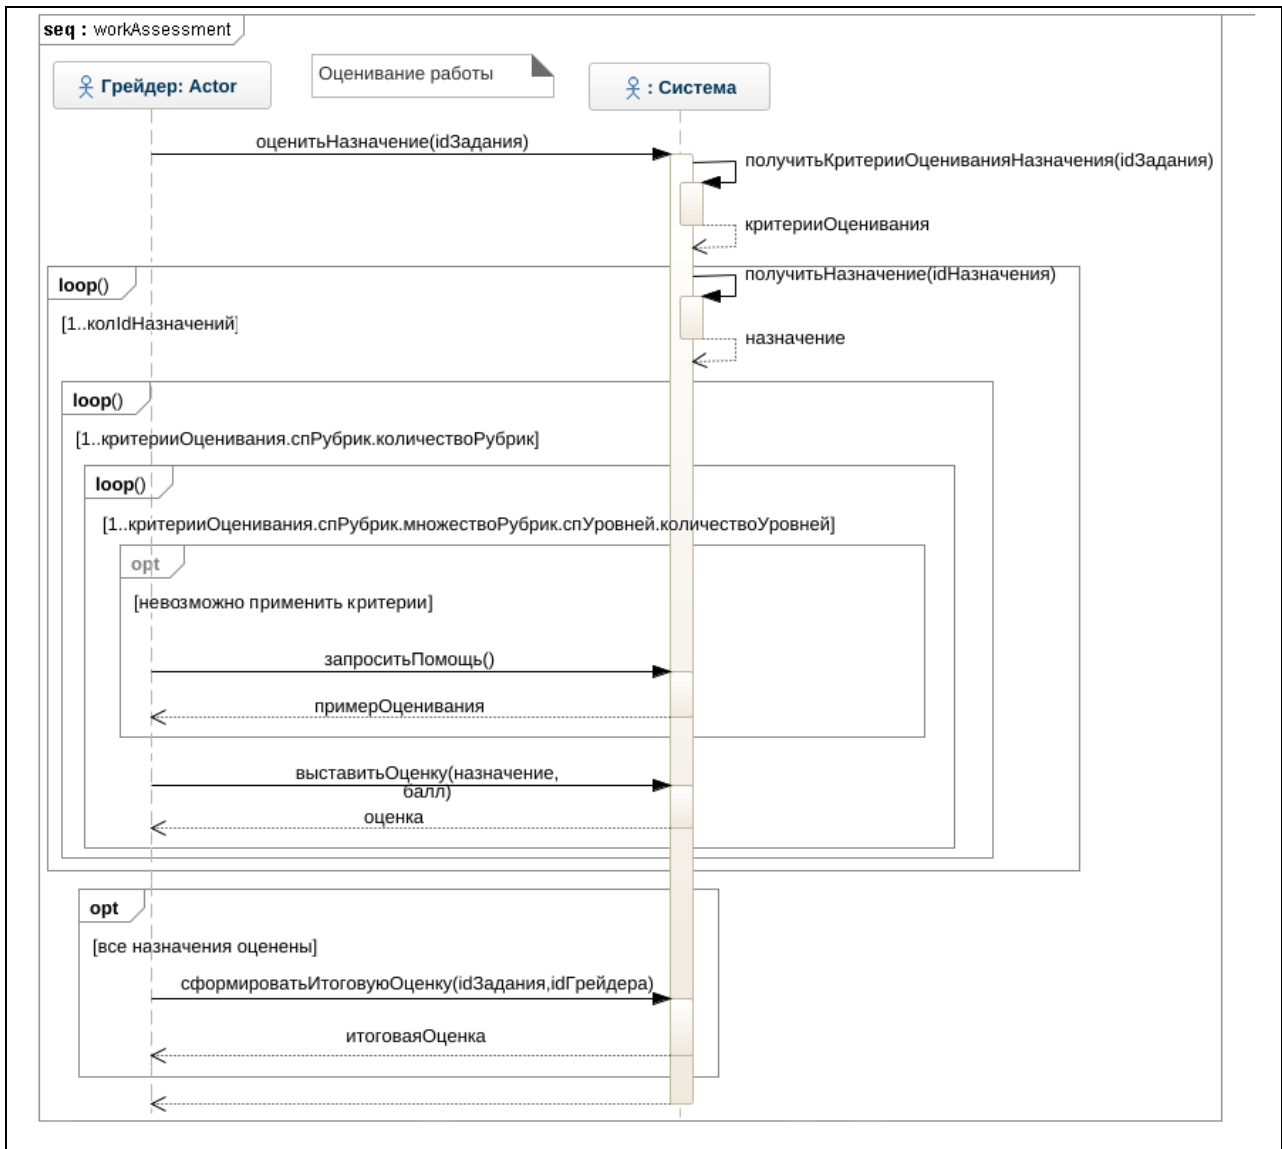 seq : workAssessment
Грейдер: Actor
Оценивание работы
: Система
оценитьНазначение(idЗадания)
получитьКритерииОцениванияНазначения(idЗадания)
критерииОценивания
получитьНазначение(idНазначения)
loop()
[1..колIdНазначений]
назначение
loop()
[1..критерииОценивания.спРубрик.количествоРубрик]
loop()
[1..критерииОценивания.спРубрик.множествоРубрик.спУровней.количествоУровней]
opt
[невозможно применить критерии]
запроситьПомощь()
примерОценивания
выставитьОценку(назначение,
балл)
оценка
opt
[все назначения оценены]
сформироватьИтоговуюОценку(idЗадания,idГрейдера)
итоговаяОценка